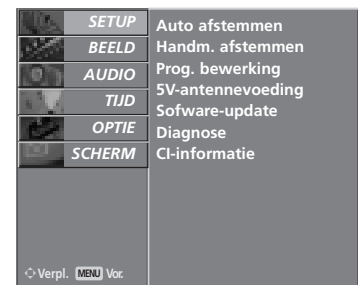 SETUP
BEELD
AUDIO
TIJD
OPTIE
SCHERM
Auto afstemmen
Handm. afstemmen
Prog. bewerking
5V-antennevoeding
Sofware-update
Diagnose
CI-informatie
Verpl. MENU Vor.